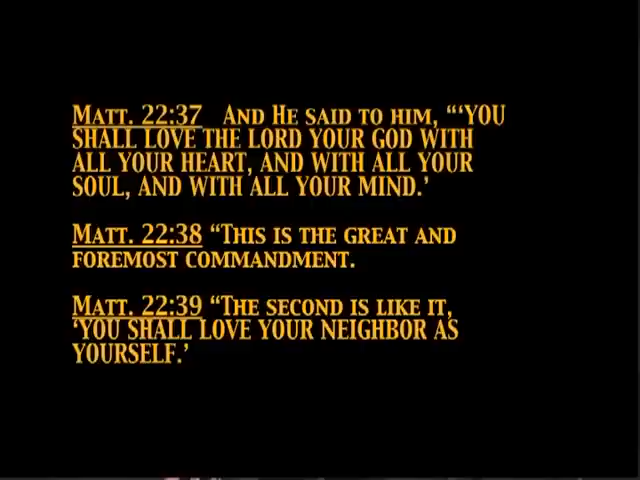 Matt. 22:37 And He said to him, “‘YOU
SHALL LOVE THE LORD YOUR GOD WITH
ALL YOUR HEART, AND WITH ALL YOUR
SOUL, AND WITH ALL YOUR MIND.’
Matt. 22:38 “This is the great and
foremost commandment.
Matt. 22:39 “The second is like it,
‘YOU SHALL LOVE YOUR NEIGHBOR AS
YOURSELF.’